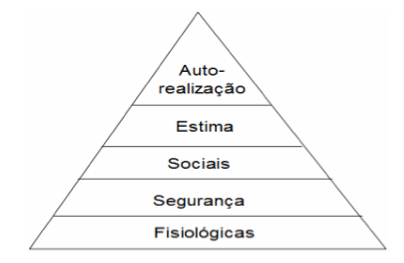 Auto-
realização
Estima
Sociais
Segurança
Fisiológicas